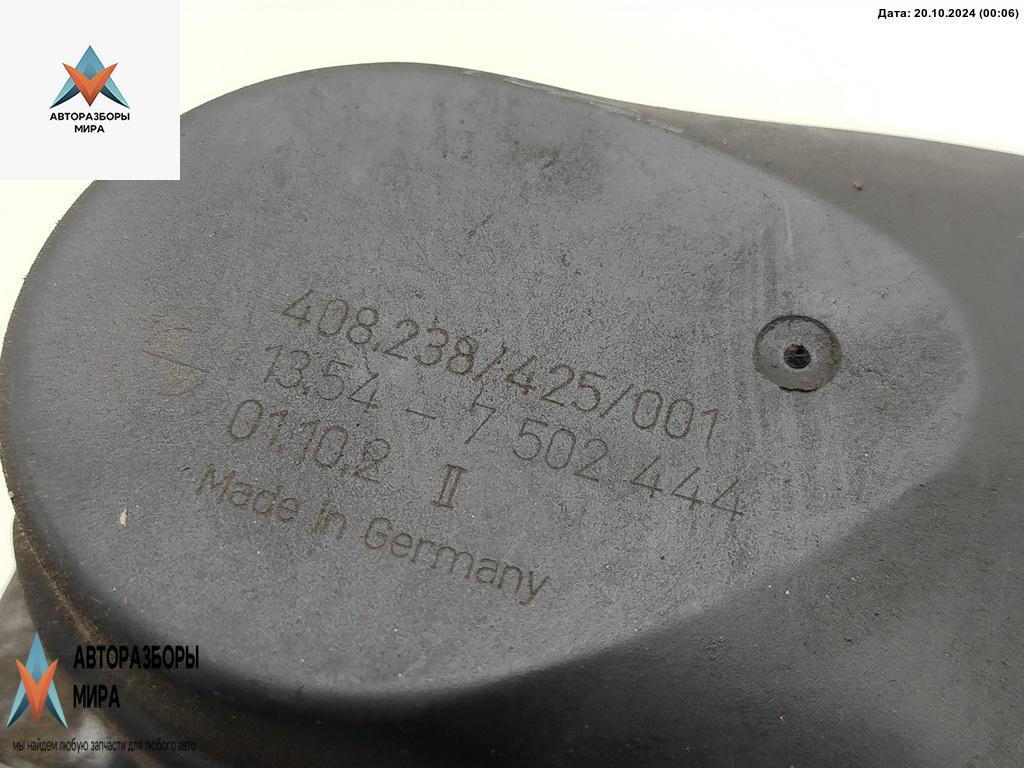 Дата: 20.10.2024 (00:06)
АВТОРАЗБОРЫ
МИРА
408.238/425/001
13.54 - 7 502 444
01.10.2 II
Made in Germany
АВТОРАЗБОРЫ
МИРА
мы найдем любую запчасти для любого авто